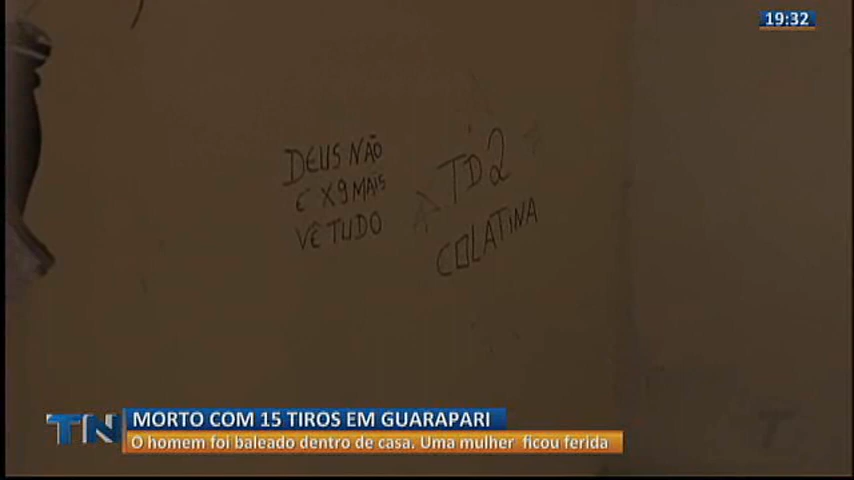 19:32
DEUS NÃO
E X9 MAIS
VÊ TUDO
TD2
COLATINA
TN
MORTO COM 15 TIROS EM GUARAPARI
O homem foi baleado dentro de casa. Uma mulher ficou ferida